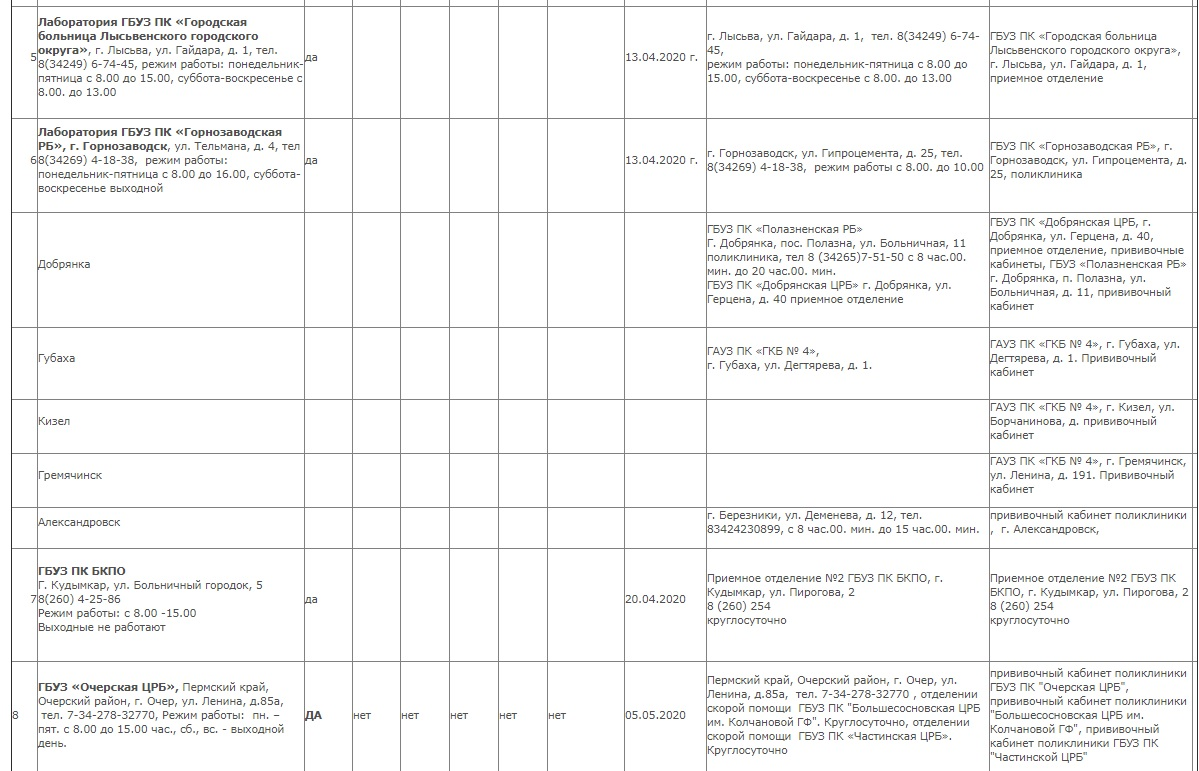 Лаборатория ГБУЗ ПК «Городская
больница Лысьвенского городского
округа», г. Лысьва, ул. Гайдара, д. 1, тел.
8(34249) 6-74-45, режим работы: понедельник-
пятница с 8.00 до 15.00, суббота-воскресенье с
8.00. до 13.00
5
да
13.04.2020 г.
г. Лысьва, ул. Гайдара, д. 1, тел. 8(34249) 6-74-
45,
режим работы: понедельник-пятница с 8.00 до
15.00, суббота-воскресенье с 8.00. до 13.00
ГБУЗ ПК «Городская больница
Лысьвенского городского округа»,
г. Лысьва, ул. Гайдара, д. 1,
приемное отделение
Лаборатория ГБУЗ ПК «Горнозаводская
РБ», г. Горнозаводск, ул. Тельмана, д. 4, тел
8(34269) 4-18-38, режим работы:
понедельник-пятница с 8.00 до 16.00, суббота-
воскресенье выходной
6
да
13.04.2020 г.
г. Горнозаводск, ул. Гипроцемента, д. 25, тел.
8(34269) 4-18-38, режим работы с 8.00. до 10.00
ГБУЗ ПК «Горнозаводская РБ», г.
Горнозаводск, ул. Гипроцемента, д.
25, поликлиника
Добрянка
ГБУЗ ПК «Полазненская РБ»
Г. Добрянка, пос. Полазна, ул. Больничная, 11
поликлиника, тел 8 (34265)7-51-50 с 8 час.00.
мин. до 20 час.00. мин.
ГБУЗ ПК «Добрянская ЦРБ» г. Добрянка, ул.
Герцена, д. 40 приемное отделение
ГБУЗ ПК «Добрянская ЦРБ, г.
Добрянка, ул. Герцена, д. 40,
приемное отделение, прививочные
кабинеты, ГБУЗ «Полазненская РБ»
г. Добрянка, п. Полазна, ул.
Больничная, д. 11, прививочный
кабинет
Губаха
ГАУЗ ПК «ГКБ № 4»,
г. Губаха, ул. Дегтярева, д. 1.
ГАУЗ ПК «ГКБ № 4», г. Губаха, ул.
Дегтярева, д. 1. Прививочный
кабинет
Кизел
ГАУЗ ПК «ГКБ № 4», г. Кизел, ул.
Борчанинова, д. прививочный
кабинет
Гремячинск
ГАУЗ ПК «ГКБ № 4», г. Гремячинск,
ул. Ленина, д. 191. Прививочный
кабинет
Александровск
г. Березники, ул. Деменева, д. 12, тел.
83424230899, с 8 час.00. мин. до 15 час.00. мин.
прививочный кабинет поликлиники
, г. Александровск,
ГБУЗ ПК БКПО
Г. Кудымкар, ул. Больничный городок, 5
8(260) 4-25-86
Режим работы: с 8.00 -15.00
Выходные не работают
7
да
20.04.2020
Приемное отделение №2 ГБУЗ ПК БКПО, г.
Кудымкар, ул. Пирогова, 2
8 (260) 254
круглосуточно
Приемное отделение №2 ГБУЗ ПК
БКПО, г. Кудымкар, ул. Пирогова, 2
8 (260) 254
круглосуточно
8
ГБУЗ «Очерская ЦРБ», Пермский край,
Очерский район, г. Очер, ул. Ленина, д.85а,
тел. 7-34-278-32770, Режим работы: пн. –
пят. с 8.00 до 15.00 час., сб., вс. - выходной
день.
ДА
нет
нет
нет
нет
05.05.2020
Пермский край, Очерский район, г. Очер, ул.
Ленина, д.85а, тел. 7-34-278-32770 , отделении
скорой помощи ГБУЗ ПК "Большесосновская ЦРБ
им. Колчановой ГФ". Круглосуточно, отделении
скорой помощи ГБУЗ ПК «Частинская ЦРБ».
Круглосуточно
прививочный кабинет поликлиники
ГБУЗ ПК "Очерская ЦРБ",
прививочный кабинет поликлиники
"Большесосновская ЦРБ им.
Колчановой ГФ", прививочный
кабинет поликлиники ГБУЗ ПК
"Частинской ЦРБ"